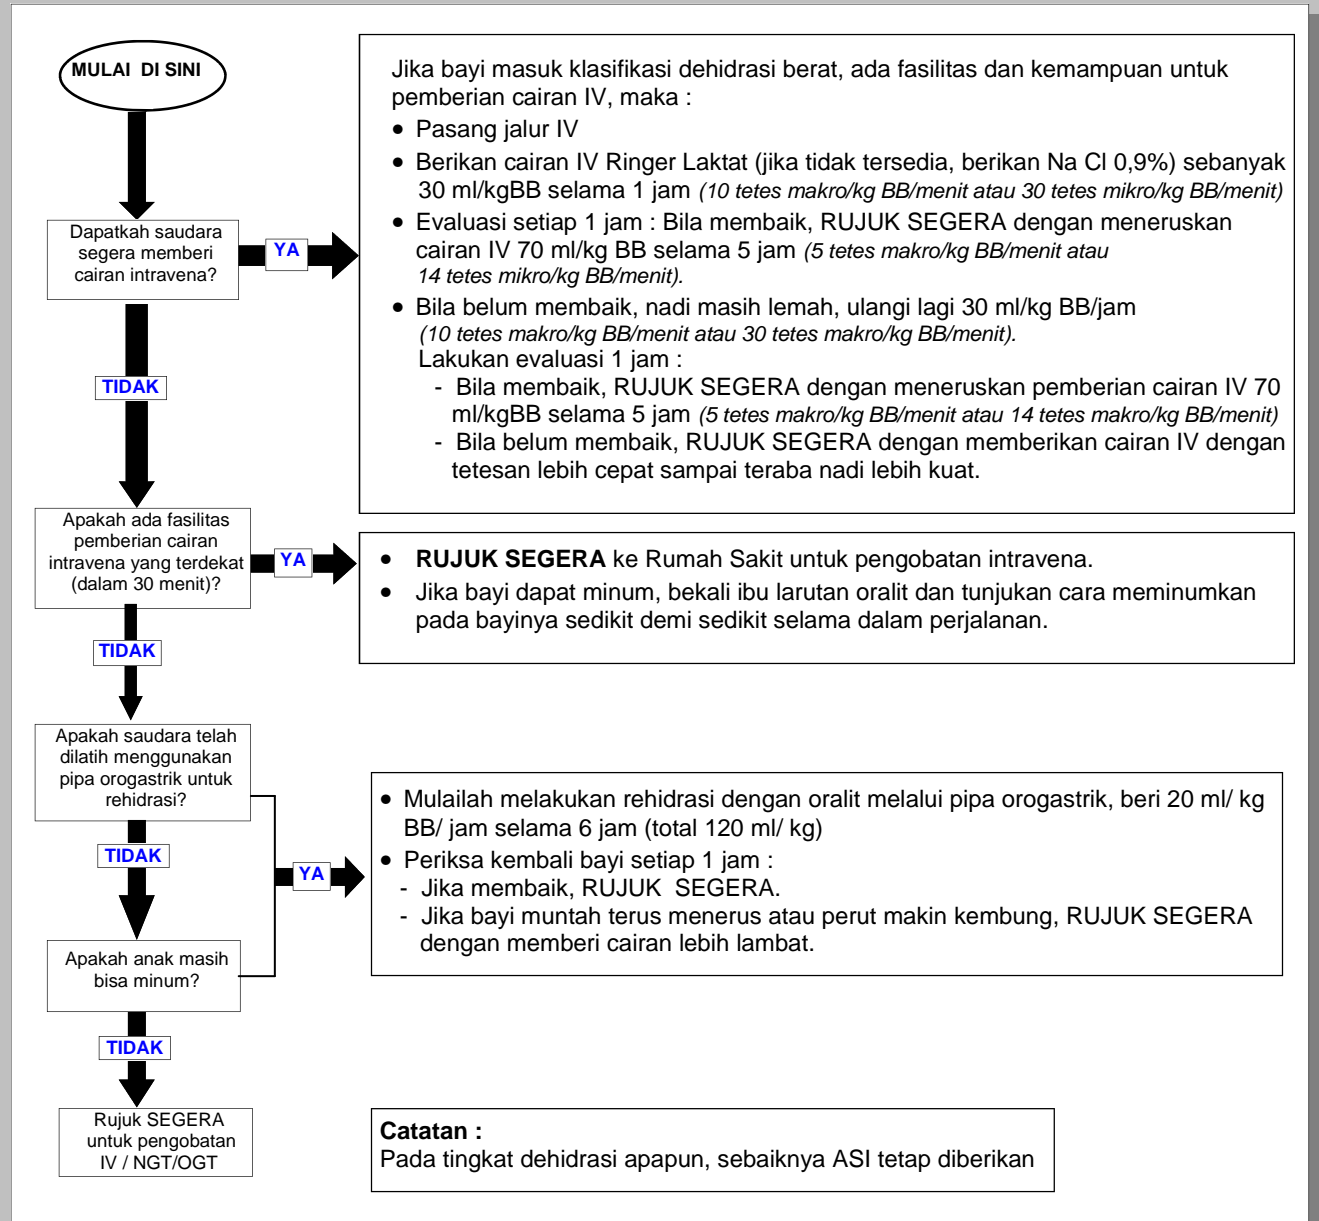 MULAI DI SINI
Jika bayi masuk klasifikasi dehidrasi berat, ada fasilitas dan kemampuan untuk
pemberian cairan IV, maka :
• Pasang jalur IV
• Berikan cairan IV Ringer Laktat (jika tidak tersedia, berikan Na Cl 0,9%) sebanyak
30 ml/kgBB selama 1 jam (10 tetes makro/kg BB/menit atau 30 tetes mikro/kg BB/menit)
• Evaluasi setiap 1 jam : Bila membaik, RUJUK SEGERA dengan meneruskan
cairan IV 70 ml/kg BB selama 5 jam (5 tetes makro/kg BB/menit atau
14 tetes mikro/kg BB/menit).
• Bila belum membaik, nadi masih lemah, ulangi lagi 30 ml/kg BB/jam
(10 tetes makro/kg BB/menit atau 30 tetes makro/kg BB/menit).
Lakukan evaluasi 1 jam :
- Bila membaik, RUJUK SEGERA dengan meneruskan pemberian cairan IV 70
ml/kgBB selama 5 jam (5 tetes makro/kg BB/menit atau 14 tetes makro/kg BB/menit)
- Bila belum membaik, RUJUK SEGERA dengan memberikan cairan IV dengan
tetesan lebih cepat sampai teraba nadi lebih kuat.
Dapatkah saudara
segera memberi
cairan intravena?
YA
TIDAK
Apakah ada fasilitas
pemberian cairan
intravena yang terdekat
(dalam 30 menit)?
YA
• RUJUK SEGERA ke Rumah Sakit untuk pengobatan intravena.
• Jika bayi dapat minum, bekali ibu larutan oralit dan tunjukan cara meminumkan
pada bayinya sedikit demi sedikit selama dalam perjalanan.
TIDAK
Apakah saudara telah
dilatih menggunakan
pipa orogastrik untuk
rehidrasi?
TIDAK
YA
• Mulailah melakukan rehidrasi dengan oralit melalui pipa orogastrik, beri 20 ml/ kg
BB/ jam selama 6 jam (total 120 ml/ kg)
• Periksa kembali bayi setiap 1 jam :
- Jika membaik, RUJUK SEGERA.
- Jika bayi muntah terus menerus atau perut makin kembung, RUJUK SEGERA
dengan memberi cairan lebih lambat.
Apakah anak masih
bisa minum?
TIDAK
Rujuk SEGERA
untuk pengobatan
IV / NGT/OGT
Catatan :
Pada tingkat dehidrasi apapun, sebaiknya ASI tetap diberikan